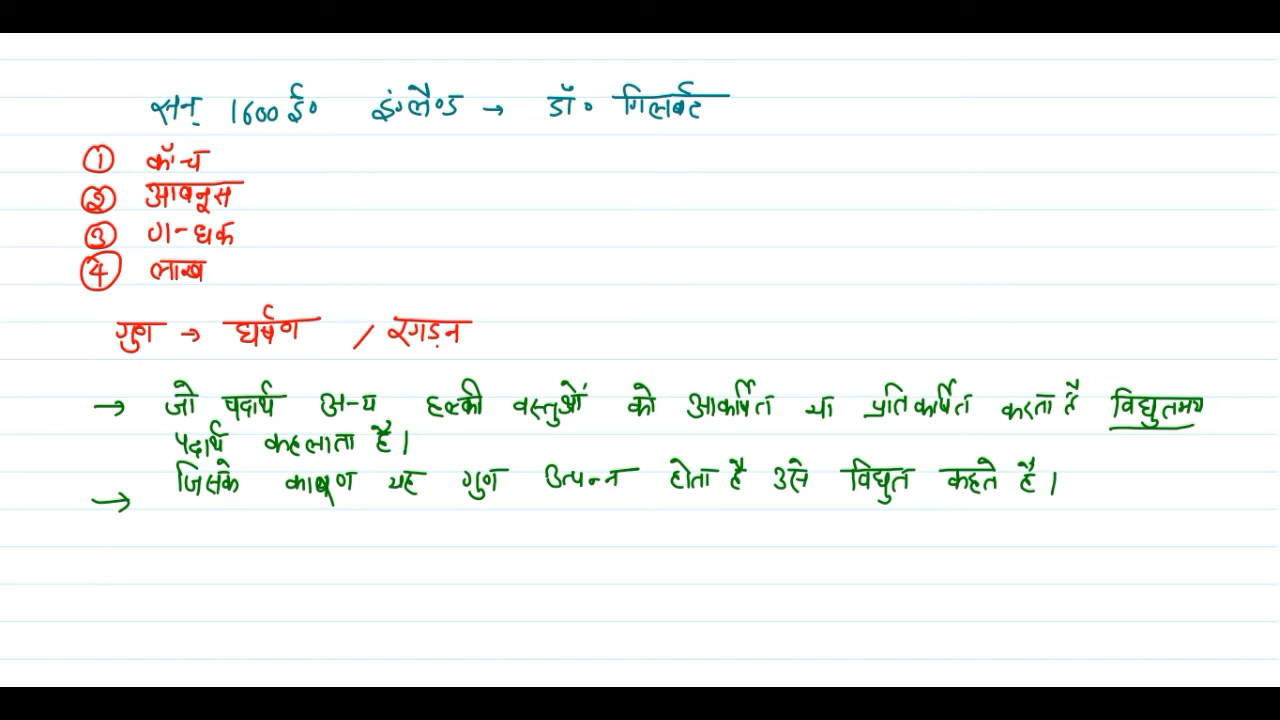 सन् 1600 ई० इंग्लैण्ड → डॉ० गिलबर्ट
① काँच
② आबनूस
③ गन्धक
④ लाख
गुण → घर्षण / रगड़न
→ जो पदार्थ अन्य हल्की वस्तुओं को आकर्षित या प्रतिकर्षित करता है विद्युतमय
पदार्थ कहलाता है।
→ जिसके कारण यह गुण उत्पन्न होता है उसे विद्युत कहते है।